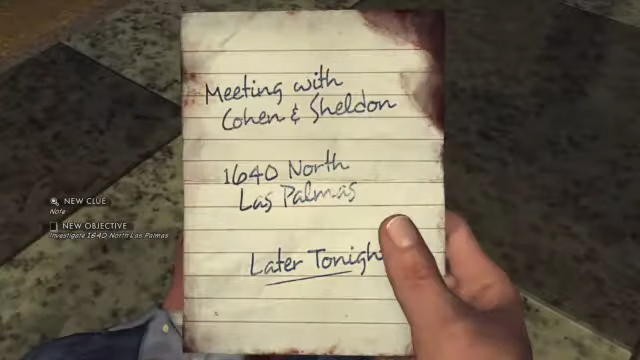 Meeting with
Cohen & Sheldon
1640 North
Las Palmas
Later Tonigh
NEW CLUE
Note
NEW OBJECTIVE
Investigate 1640 North Las Palmas